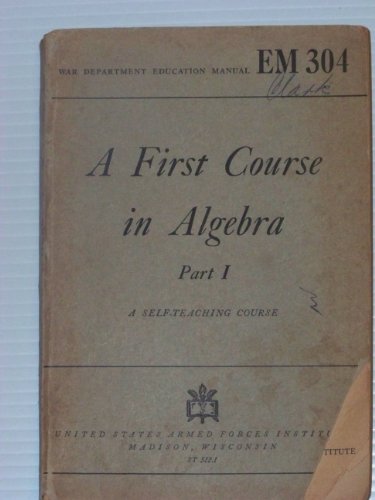 WAR DEPARTMENT EDUCATION MANUAL EM 304
Clark
A First Course
in Algebra
Part I
A SELF-TEACHING COURSE
UNITED STATES ARMED FORCES INSTITUTE
MADISON, WISCONSIN
TITUTE